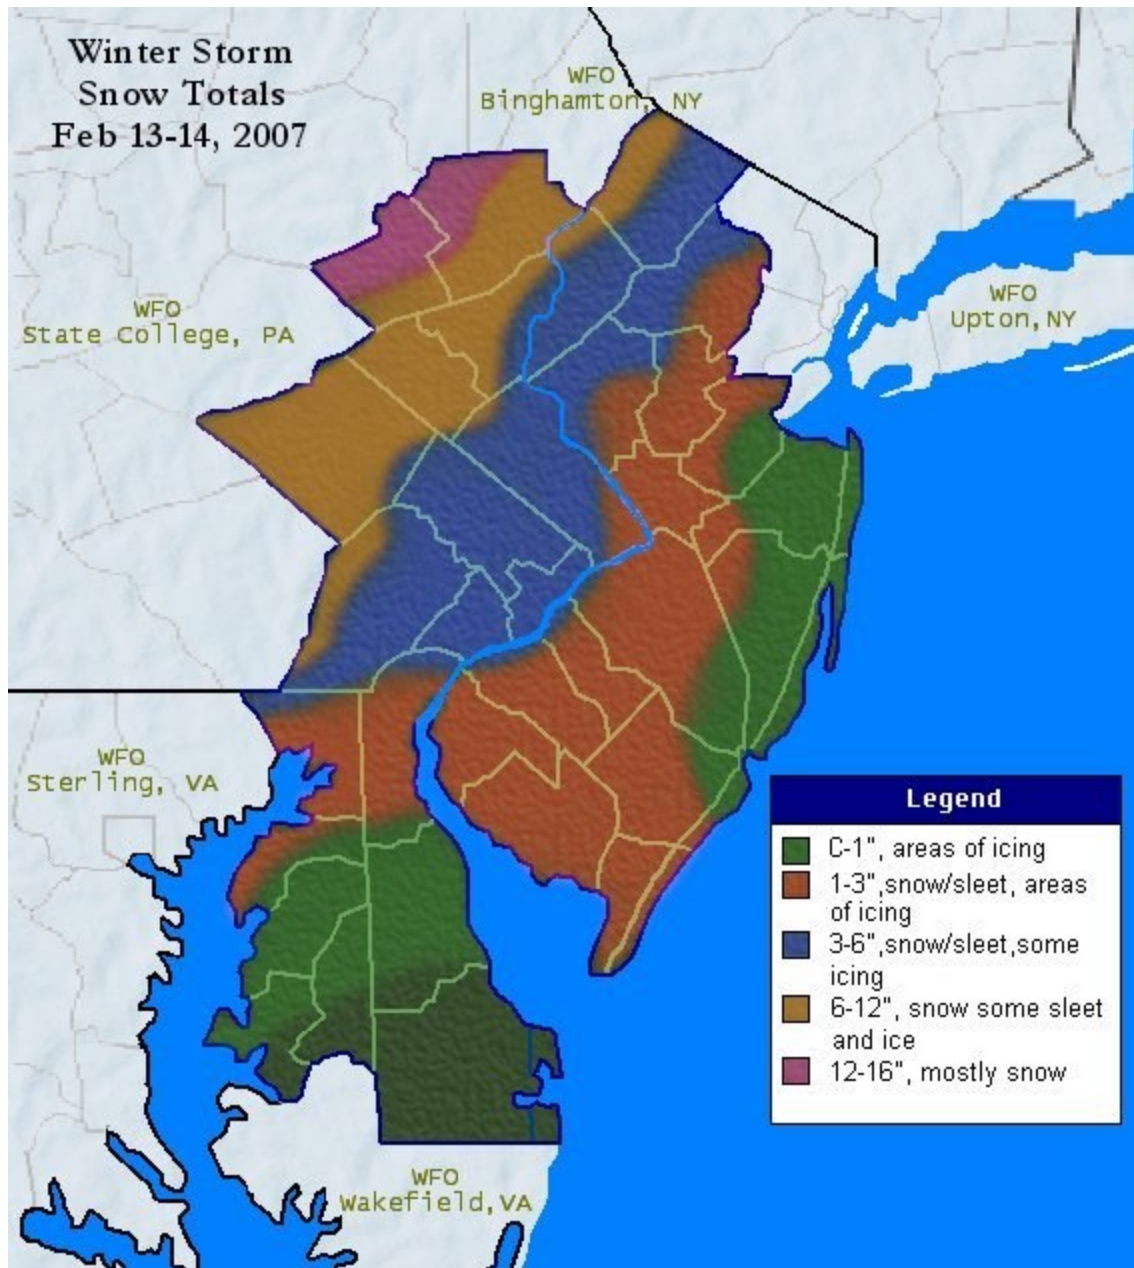 Winter Storm
Snow Totals
Feb 13-14, 2007
WFO
Binghamton, NY
WFO
State College, PA
WFO
Upton, NY
WFO
Sterling, VA
Legend
C-1", areas of icing
1-3",snow/sleet, areas
of icing
3-6",snow/sleet,some
icing
6-12", snow some sleet
and ice
12-16", mostly snow
WFO
Wakefield, VA